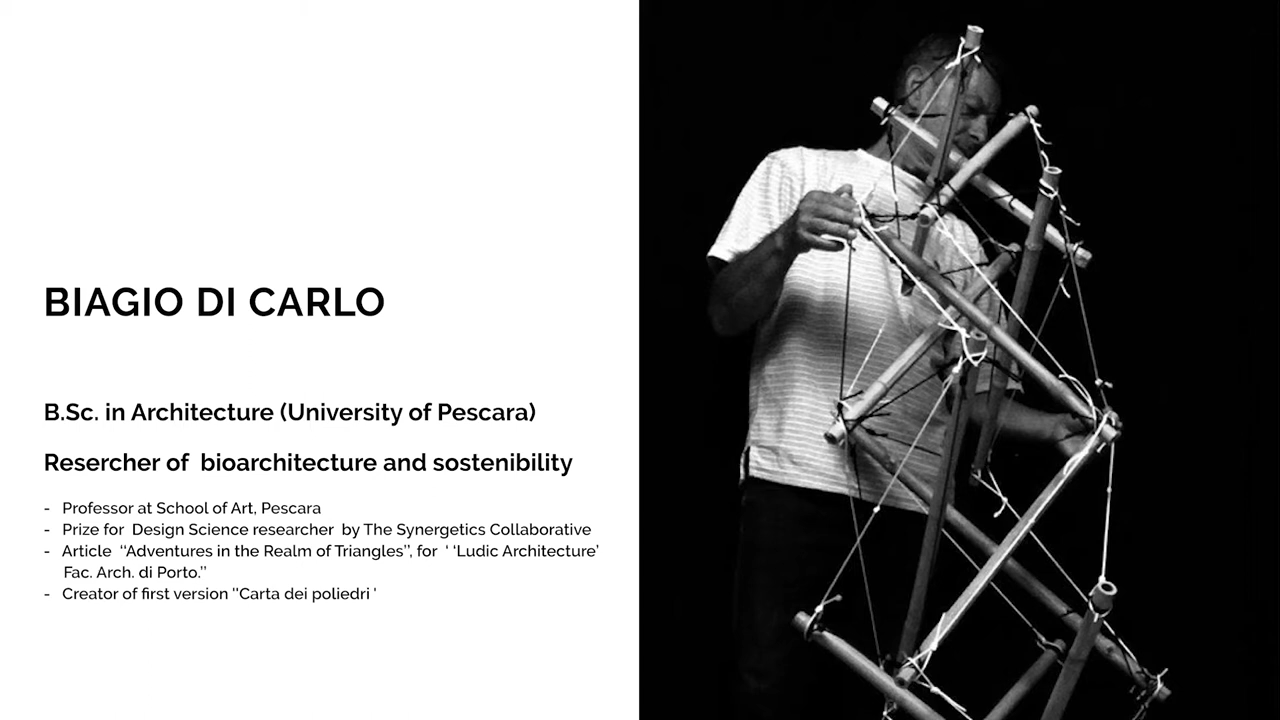 BIAGIO DI CARLO
B.Sc. in Architecture (University of Pescara)
Resercher of bioarchitecture and sostenibility
- Professor at School of Art, Pescara
- Prize for Design Science researcher by The Synergetics Collaborative
- Article ‘‘Adventures in the Realm of Triangles’’, for ‘ ‘Ludic Architecture’
Fac. Arch. di Porto.’’
- Creator of first version ‘‘Carta dei poliedri ‘